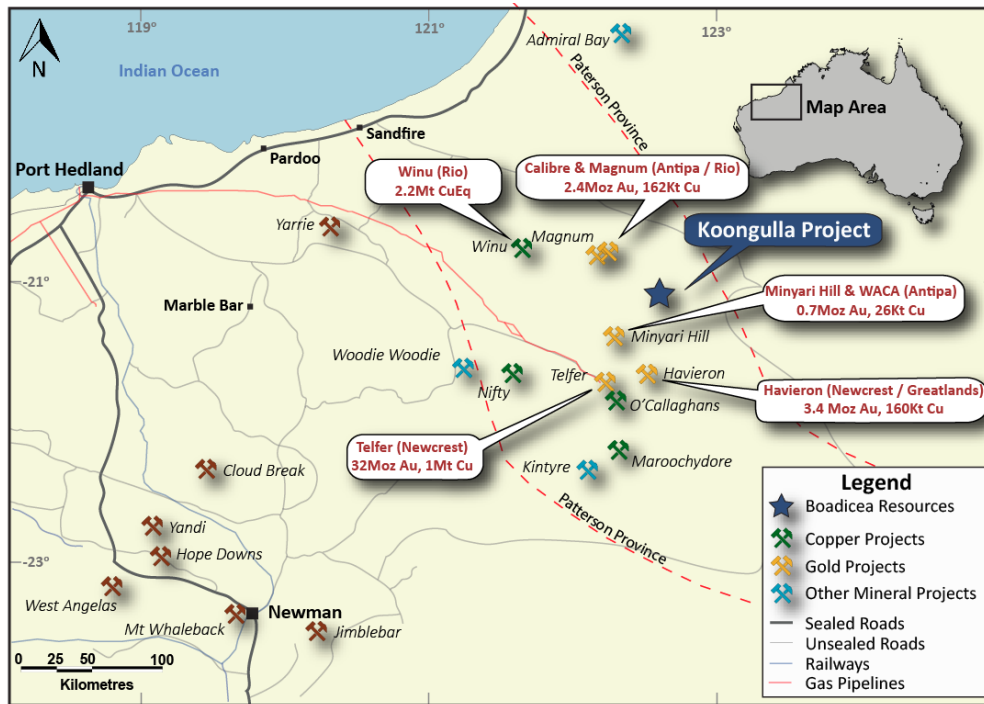 119°
121°
123°
N
Indian Ocean
Admiral Bay
Paterson Province
Map Area
Sandfire
Pardoo
Port Hedland
Winu (Rio)
2.2Mt CuEq
Calibre & Magnum (Antipa / Rio)
2.4Moz Au, 162Kt Cu
Yarrie
Winu
Magnum
Koongulla Project
-21°
-21°
Marble Bar
Minyari Hill & WACA (Antipa)
0.7Moz Au, 26Kt Cu
Minyari Hill
Woodie Woodie
Nifty
Telfer
Havieron
O'Callaghans
Havieron (Newcrest / Greatlands)
3.4 Moz Au, 160Kt Cu
Telfer (Newcrest)
32Moz Au, 1Mt Cu
Cloud Break
Kintyre
Maroochydore
Patterson Province
Yandi
Hope Downs
-23°
West Angelas
Mt Whaleback
Newman
Jimblebar
0 25 50 100
Kilometres
Legend
Boadicea Resources
Copper Projects
Gold Projects
Other Mineral Projects
Sealed Roads
Unsealed Roads
Railways
Gas Pipelines